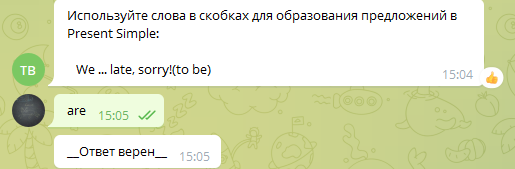 Используйте слова в скобках для образования предложений в
Present Simple:
We ... late, sorry!(to be)
15:04
ТВ
are
15:05
__Ответ верен__
15:05